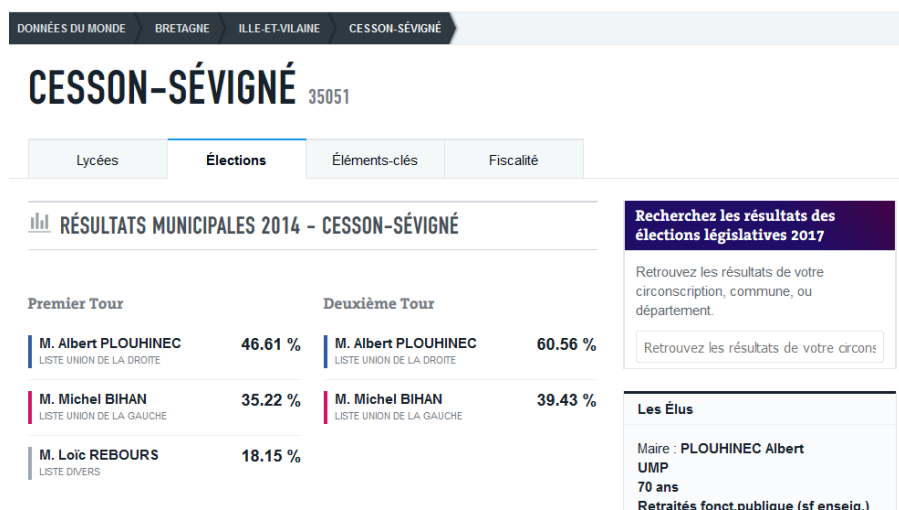 DONNÉES DU MONDE BRETAGNE ILLE-ET-VILAINE CESSON-SÉVIGNÉ
CESSON-SÉVIGNÉ 35051
Lycées Élections Éléments-clés Fiscalité
RÉSULTATS MUNICIPALES 2014 - CESSON-SÉVIGNÉ
Premier Tour
M. Albert PLOUHINEC 46.61 %
LISTE UNION DE LA DROITE
M. Michel BIHAN 35.22 %
LISTE UNION DE LA GAUCHE
M. Loïc REBOURS 18.15 %
LISTE DIVERS
Deuxième Tour
M. Albert PLOUHINEC 60.56 %
LISTE UNION DE LA DROITE
M. Michel BIHAN 39.43 %
LISTE UNION DE LA GAUCHE
Recherchez les résultats des
élections législatives 2017
Retrouvez les résultats de votre
circonscription, commune, ou
département.
Retrouvez les résultats de votre circons
Les Élus
Maire : PLOUHINEC Albert
UMP
70 ans
Retraités fonct.publique (sf enseig.)